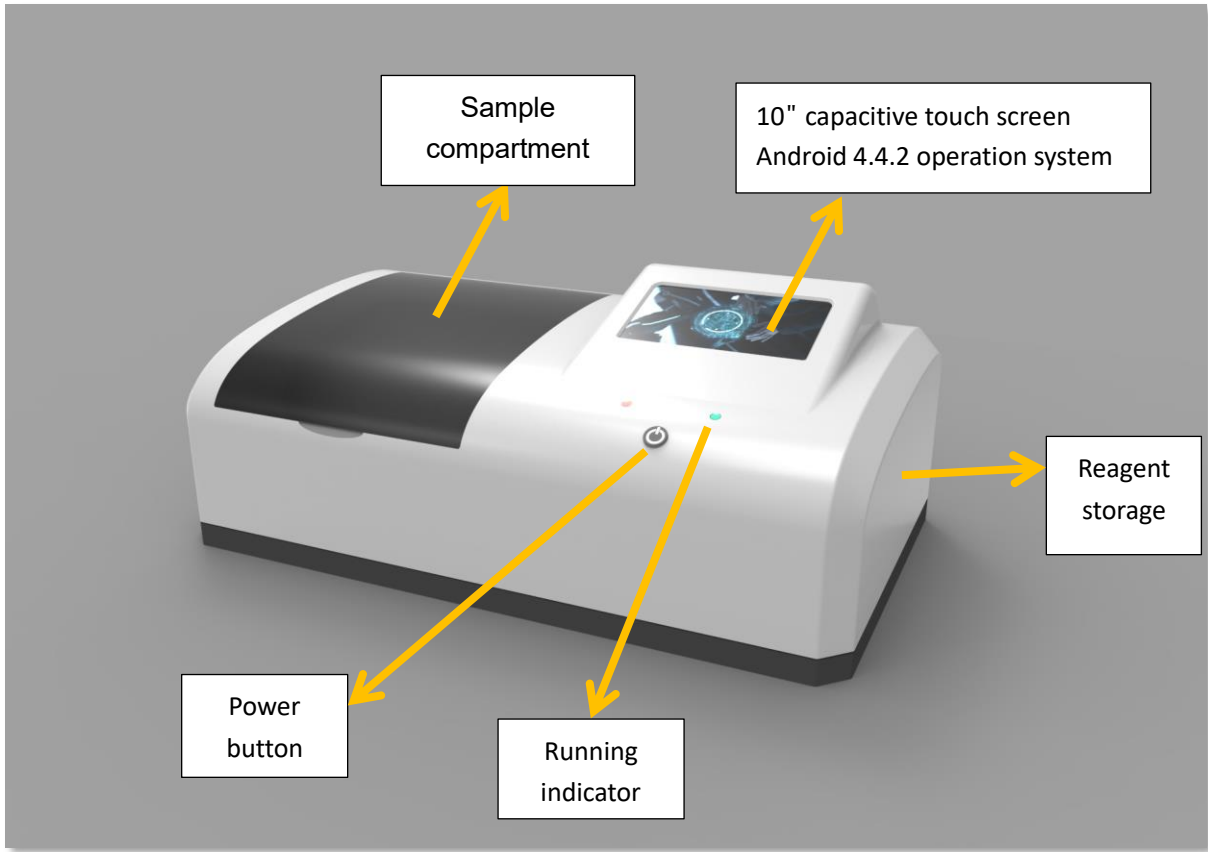 Sample
compartment
10" capacitive touch screen
Android 4.4.2 operation system
Reagent
storage
Power
button
Running
indicator